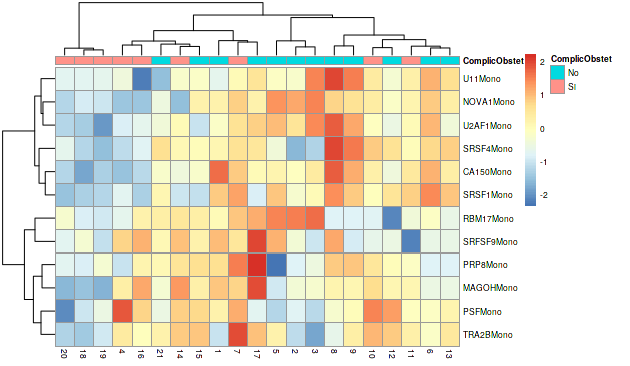 ComplicObstet
U11Mono
NOVA1Mono
U2AF1Mono
SRSF4Mono
CA150Mono
SRSF1Mono
RBM17Mono
SRFSF9Mono
PRP8Mono
MAGOHMono
PSFMono
TRA2BMono
20 18 19 4 16 21 14 15 1 7 17 5 2 3 8 9 10 12 11 6 13
2
1
0
-1
-2
ComplicObstet
No
SI